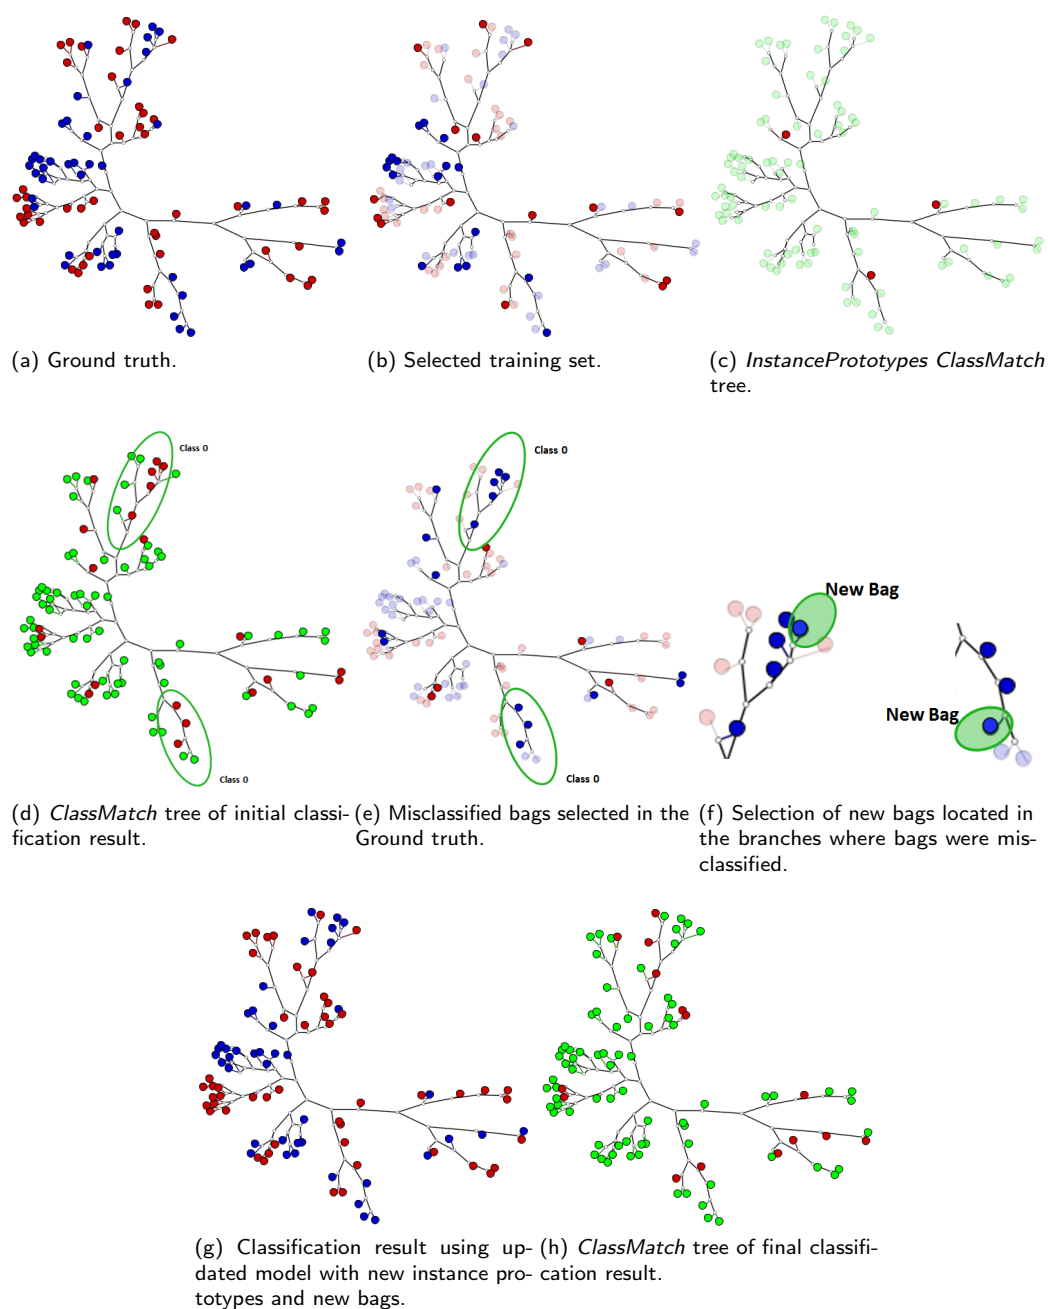 (a) Ground truth.
(b) Selected training set.
(c) InstancePrototypes ClassMatch
tree.
Class 0
Class 0
Class 0
Class 0
New Bag
New Bag
(d) ClassMatch tree of initial classi-
fication result.
(e) Misclassified bags selected in the
Ground truth.
(f) Selection of new bags located in
the branches where bags were mis-
classified.
(g) Classification result using up-
dated model with new instance pro-
totypes and new bags.
(h) ClassMatch tree of final classifi-
cation result.